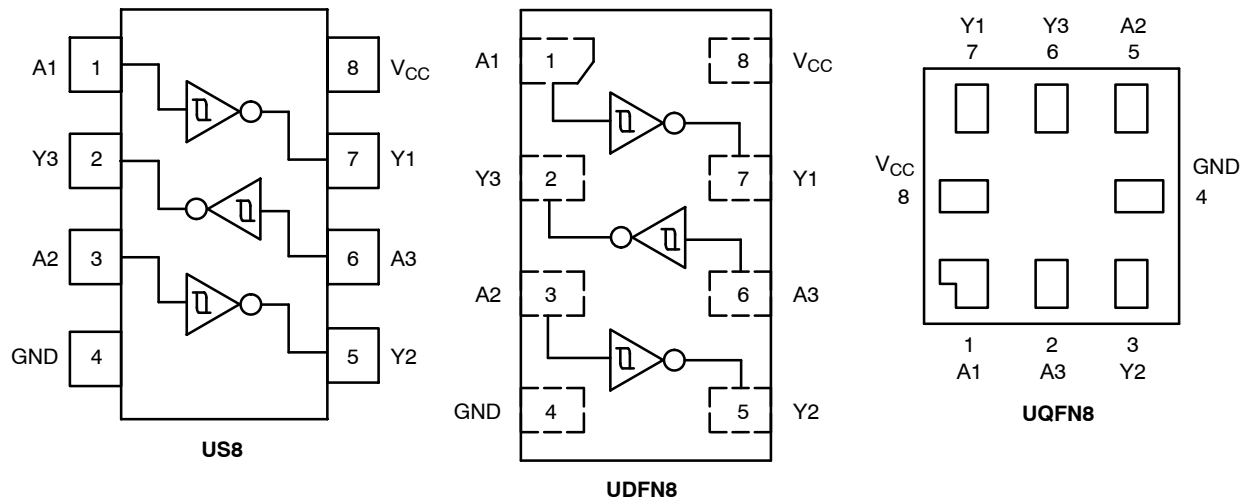 A1 1 8 VCC
Y3 2 7 Y1
A2 3 6 A3
GND 4 5 Y2
US8
A1 1 8 VCC
Y3 2 7 Y1
A2 3 6 A3
GND 4 5 Y2
UDFN8
Y1 Y3 A2
7 6 5
VCC
8
GND
4
1 2 3
A1 A3 Y2
UQFN8